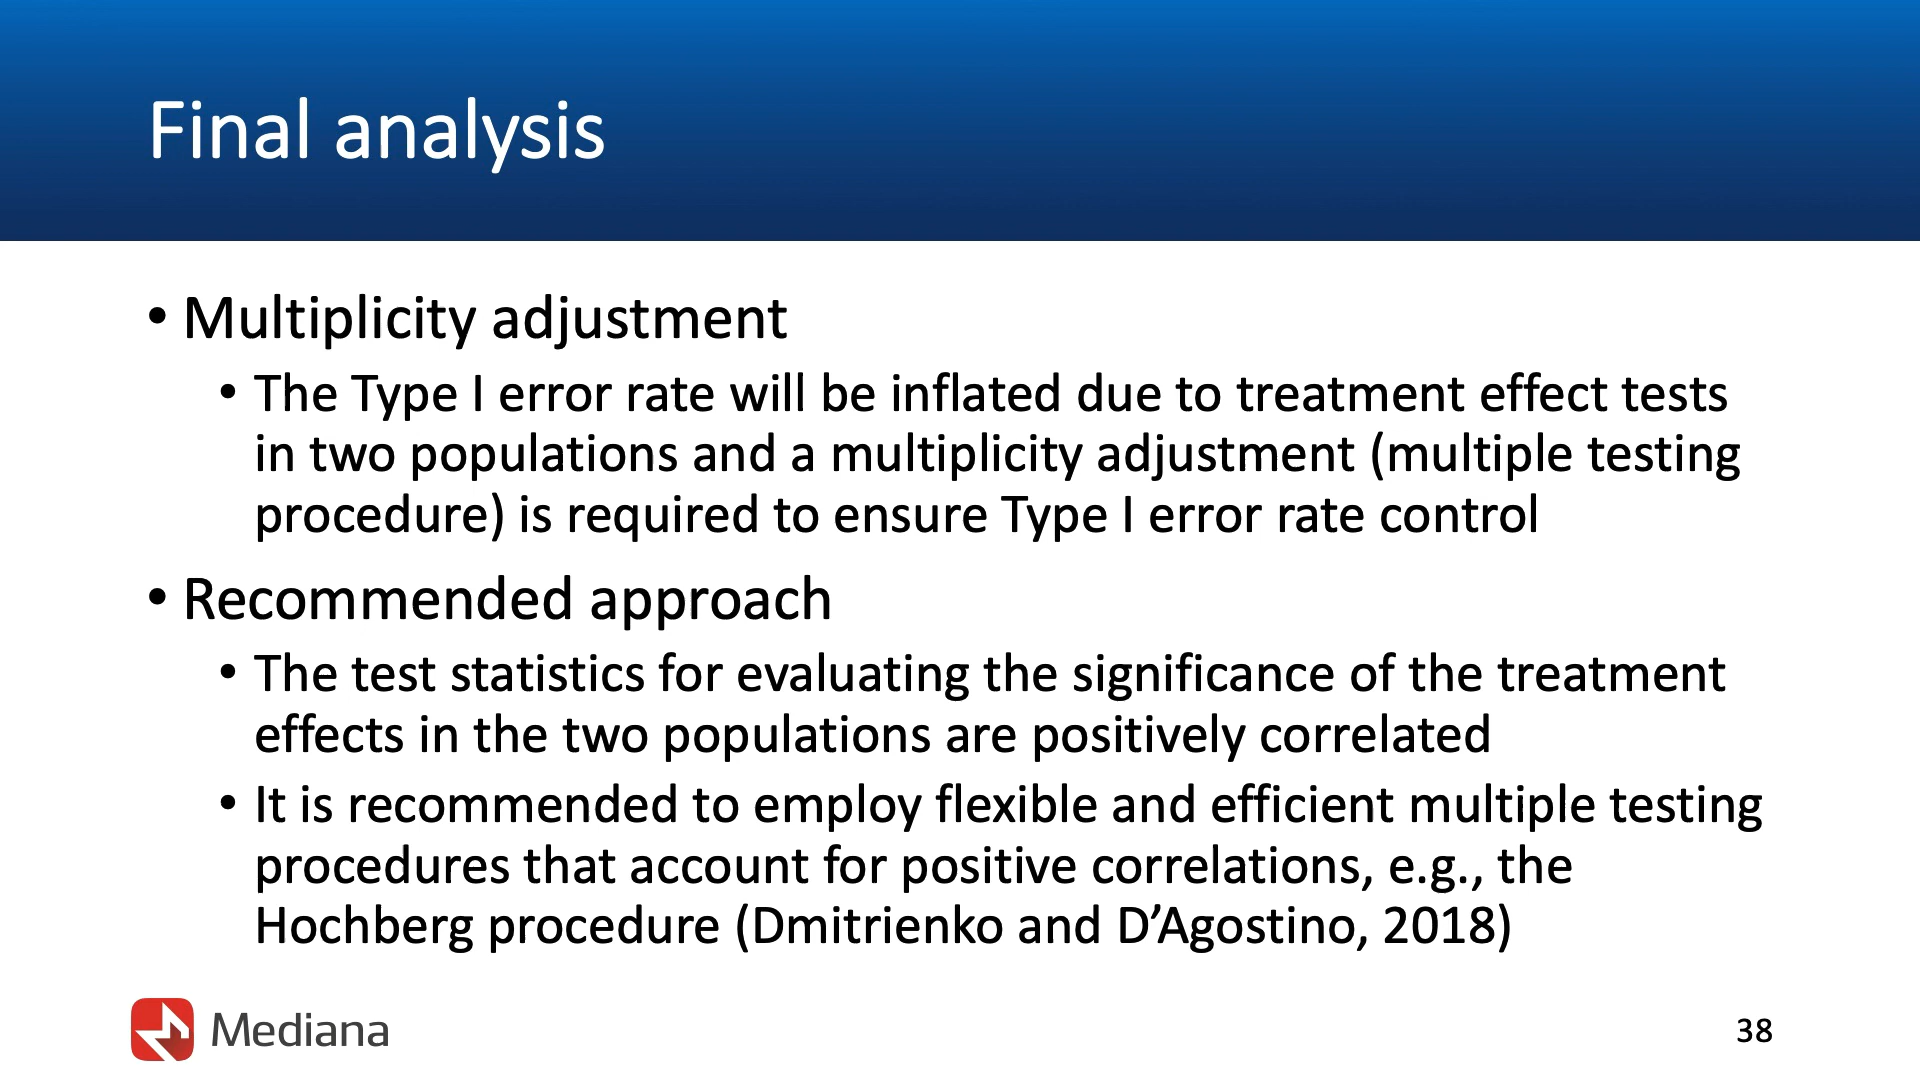 Final analysis
• Multiplicity adjustment
• The Type I error rate will be inflated due to treatment effect tests
in two populations and a multiplicity adjustment (multiple testing
procedure) is required to ensure Type I error rate control
• Recommended approach
• The test statistics for evaluating the significance of the treatment
effects in the two populations are positively correlated
• It is recommended to employ flexible and efficient multiple testing
procedures that account for positive correlations, e.g., the
Hochberg procedure (Dmitrienko and D’Agostino, 2018)
Mediana
38